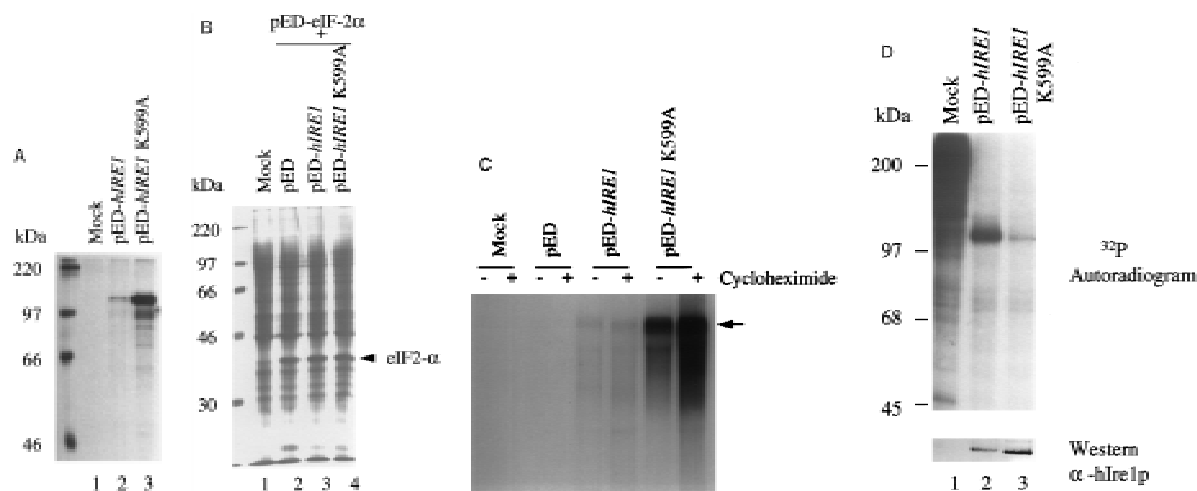 A
kDa
Mock
pED-hIRE1
pED-hIRE1 K599A
220
97
66
46
1 2 3
B
pED-eIF-2α
+
kDa
Mock
pED
pED-hIRE1
pED-hIRE1 K599A
220
97
66
46
30
eIF2-α
1 2 3 4
C
Mock
pED
pED-hIRE1
pED-hIRE1 K599A
- + - + - + - + Cycloheximide
D
kDa
Mock
pED-hIRE1
pED-hIRE1
K599A
200
97
68
45
32P
Autoradiogram
Western
α -hIre1p
1 2 3